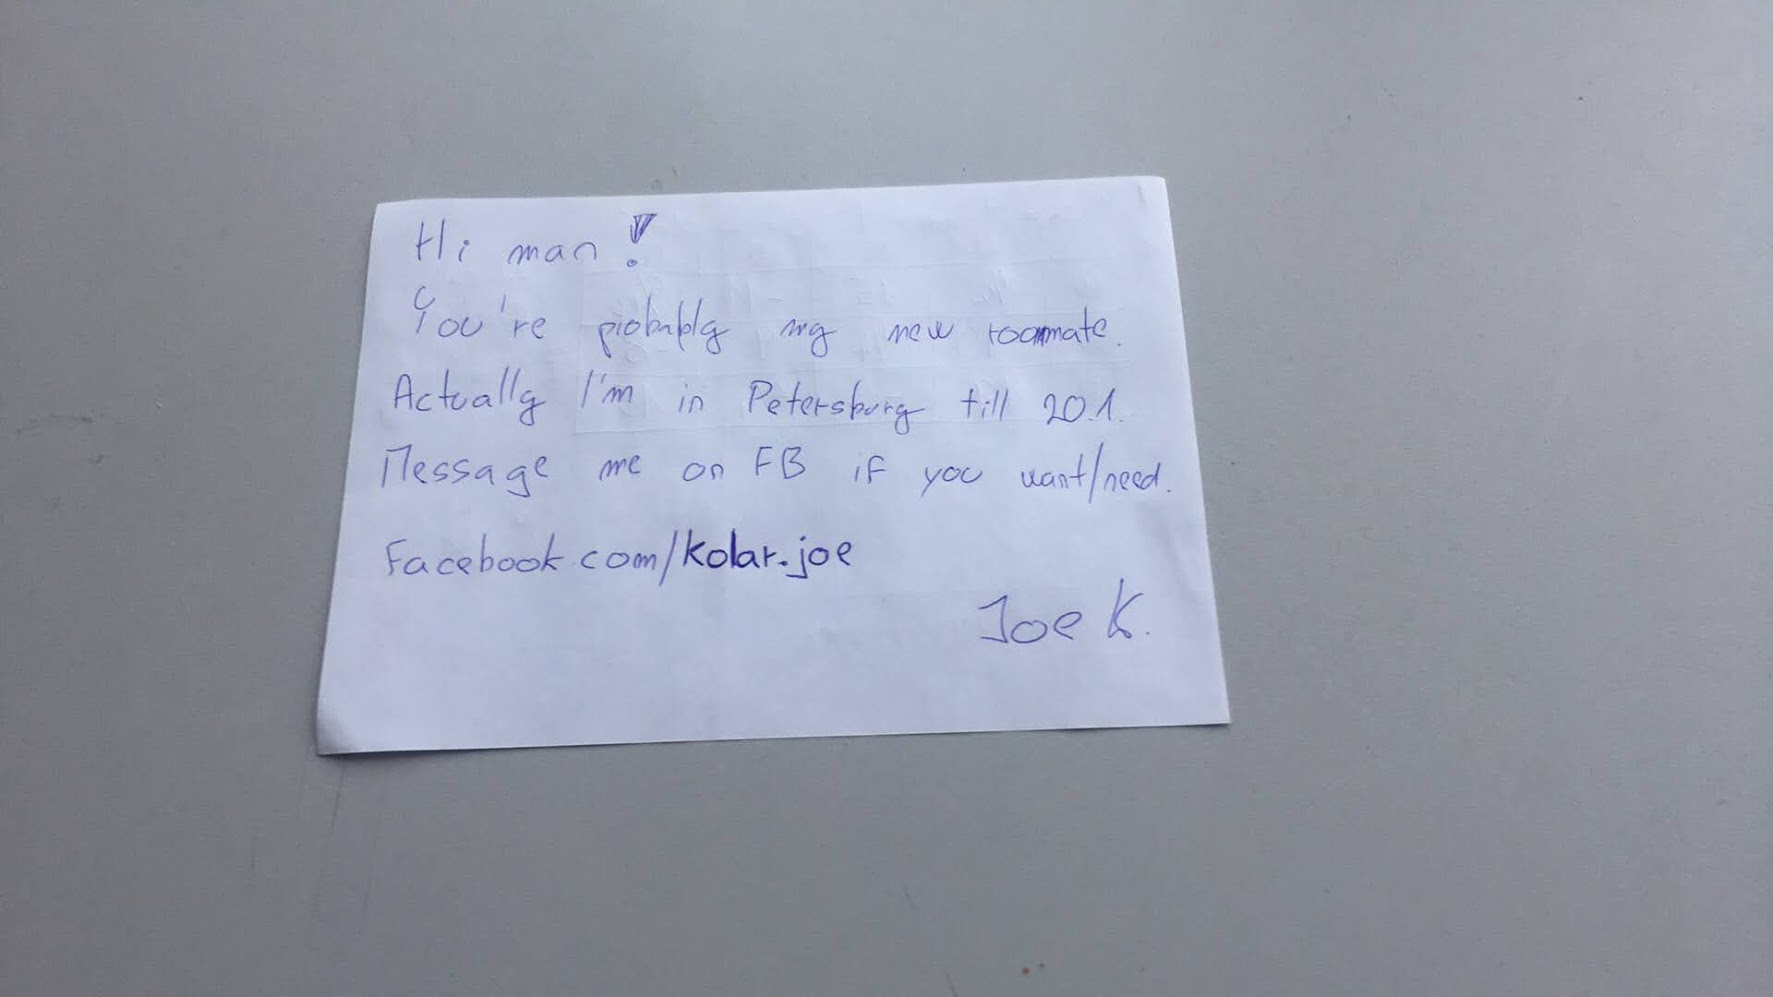 Hi man!
You're probably my new roommate.
Actually I'm in Petersburg till 20.1.
Message me on FB if you want/need.
Facebook.com/kolar.joe
Joe K.